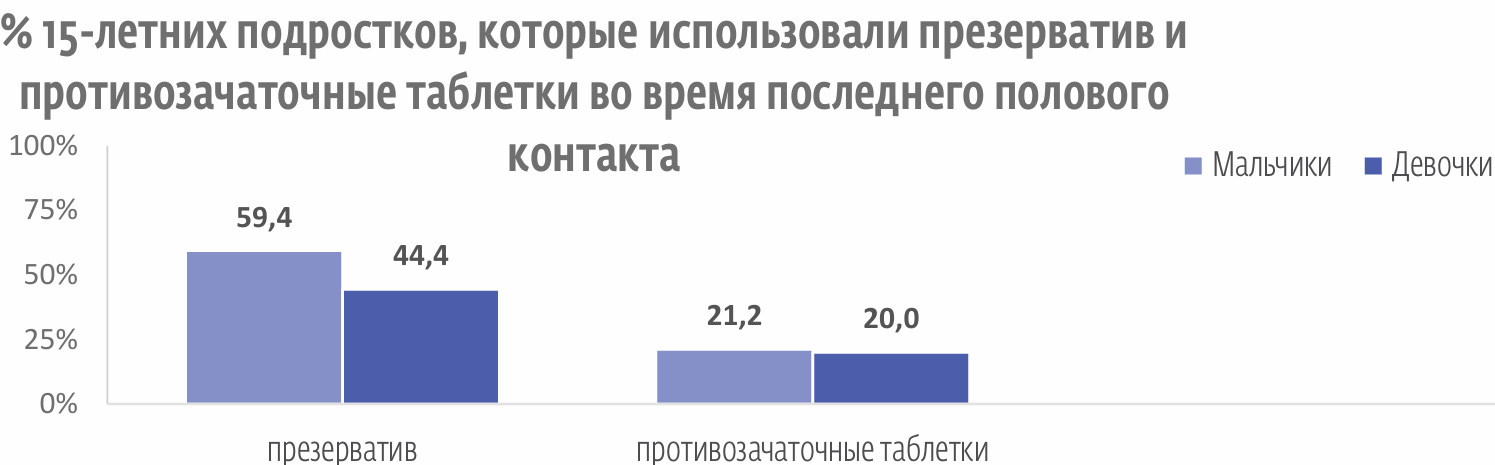 % 15-летних подростков, которые использовали презерватив и
противозачаточные таблетки во время последнего полового
контакта
100%
75%
50%
25%
0%
Мальчики
Девочки
59,4
44,4
21,2
20,0
презерватив
противозачаточные таблетки